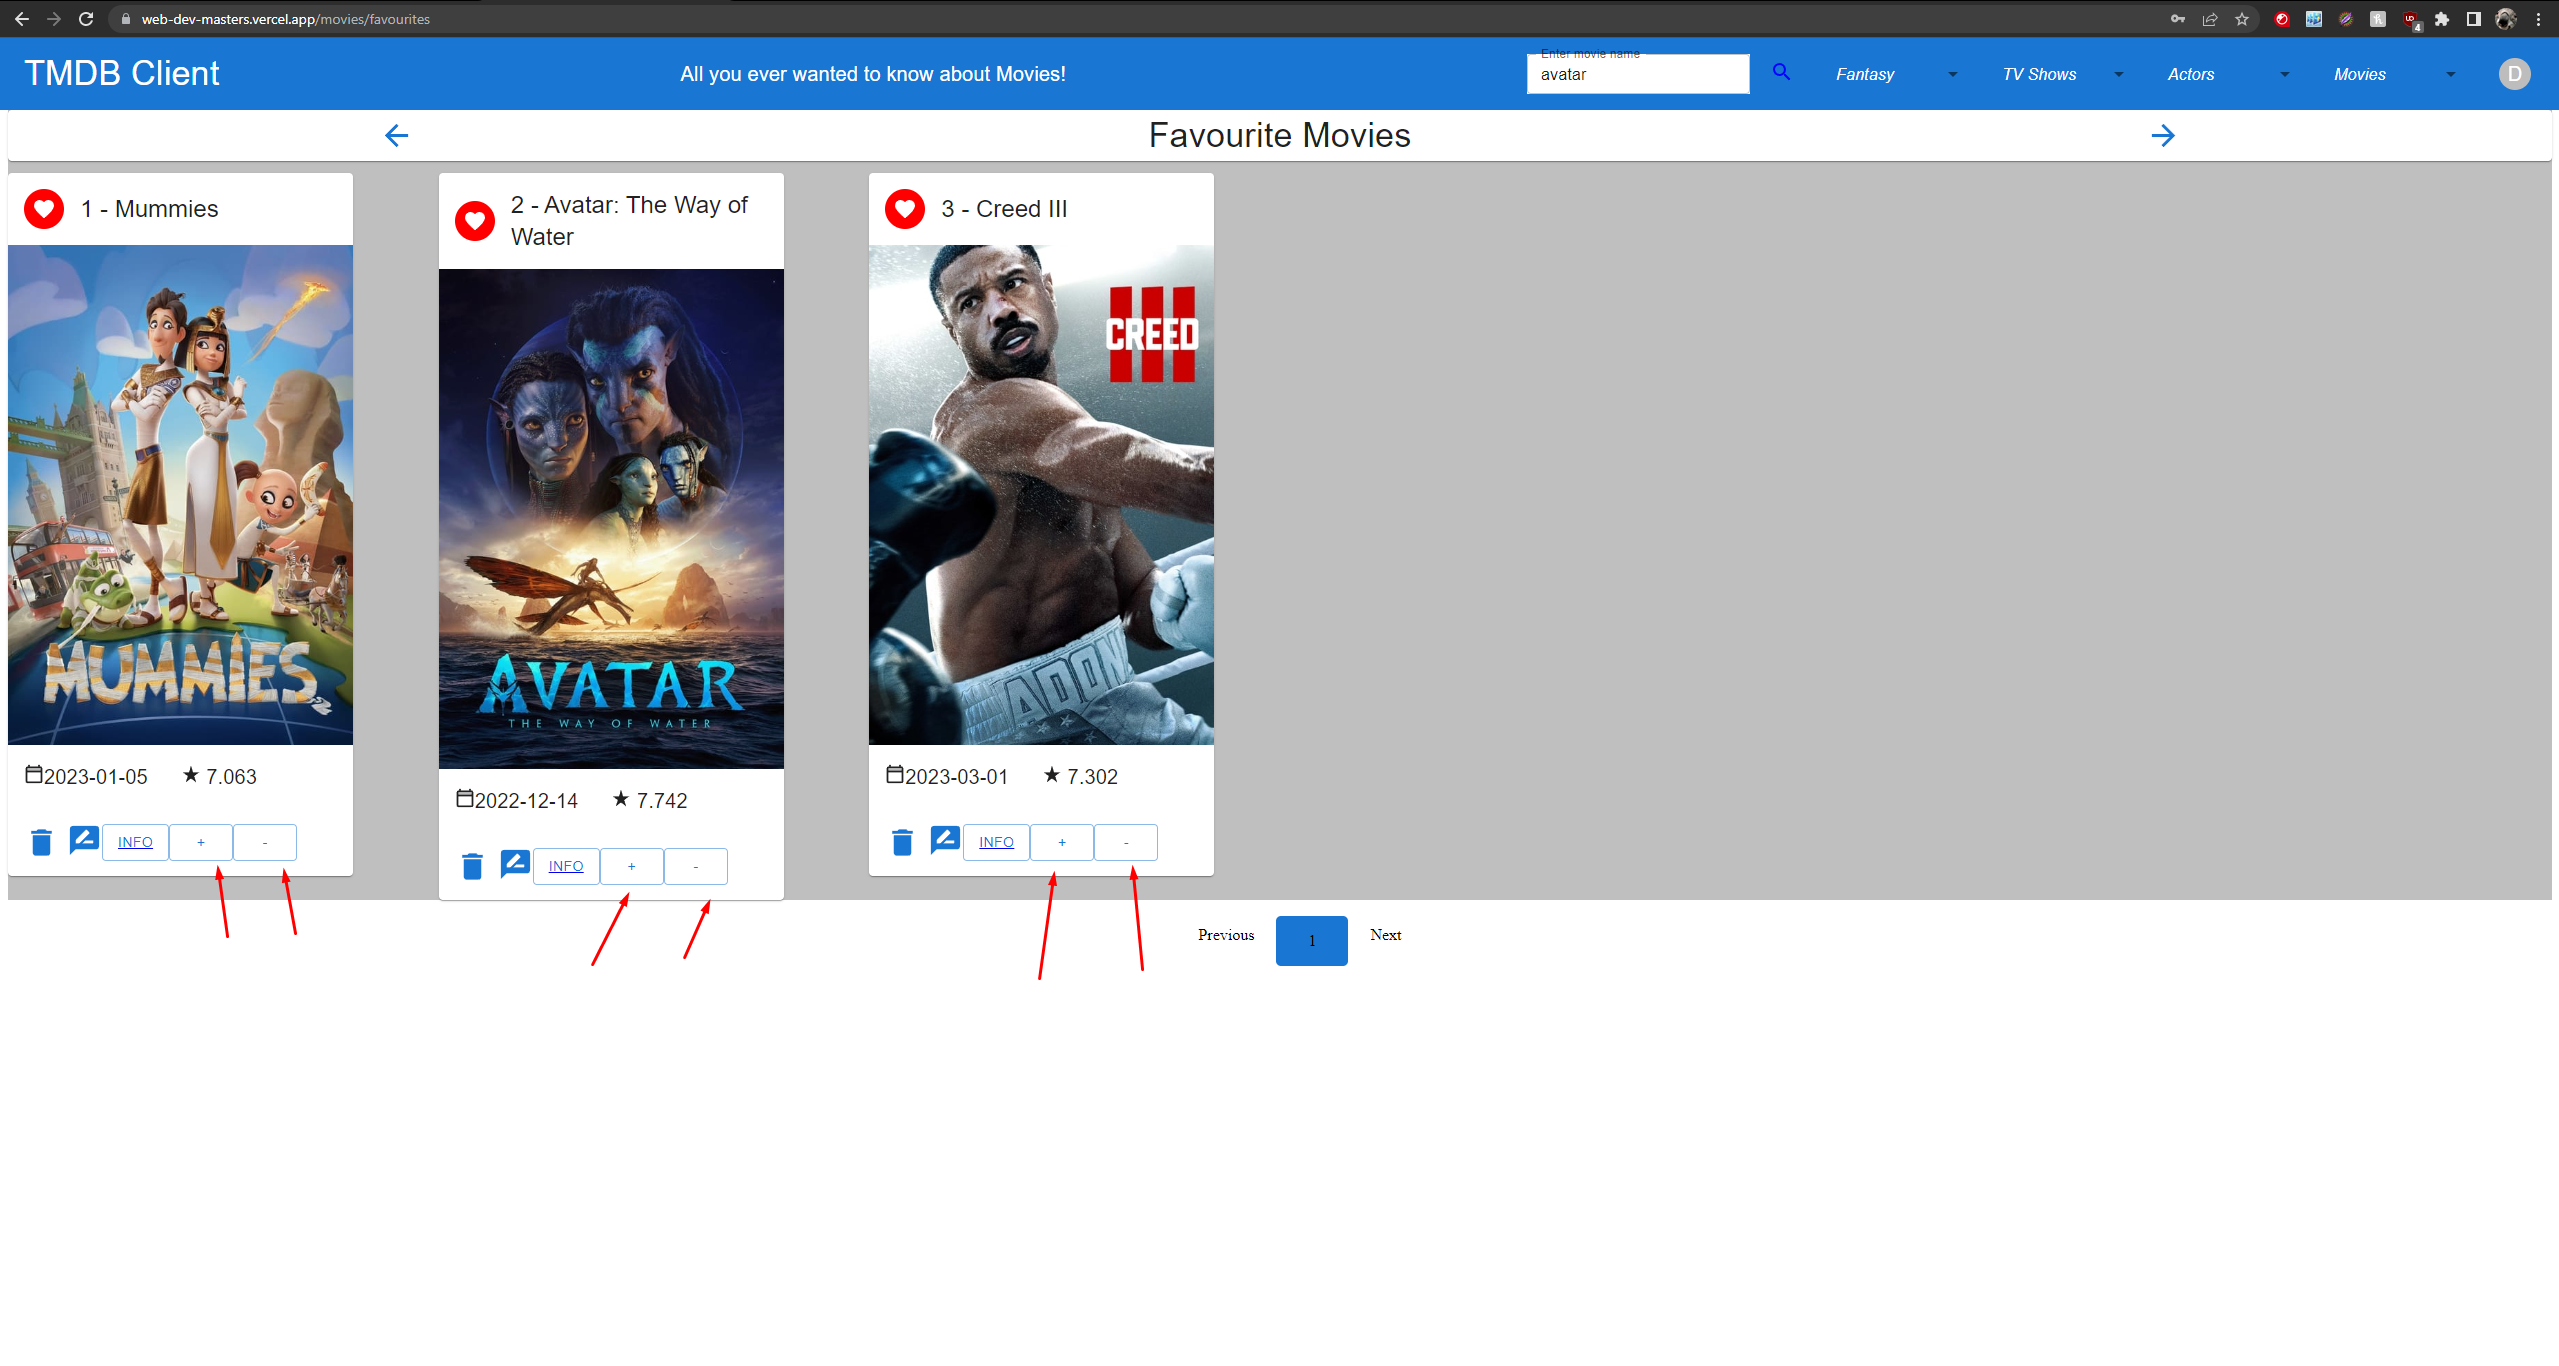 web-dev-masters.vercel.app/movies/favourites
4
TMDB Client
All you ever wanted to know about Movies!
Enter movie name
avatar
Fantasy
TV Shows
Actors
Movies
D
Favourite Movies
1 - Mummies
MUMMIES
2023-01-05
★ 7.063
INFO
+
-
2 - Avatar: The Way of
Water
AVATAR
THE WAY OF WATER
2022-12-14
★ 7.742
INFO
+
-
3 - Creed III
CREED
III
ADON
2023-03-01
★ 7.302
INFO
+
-
Previous
1
Next